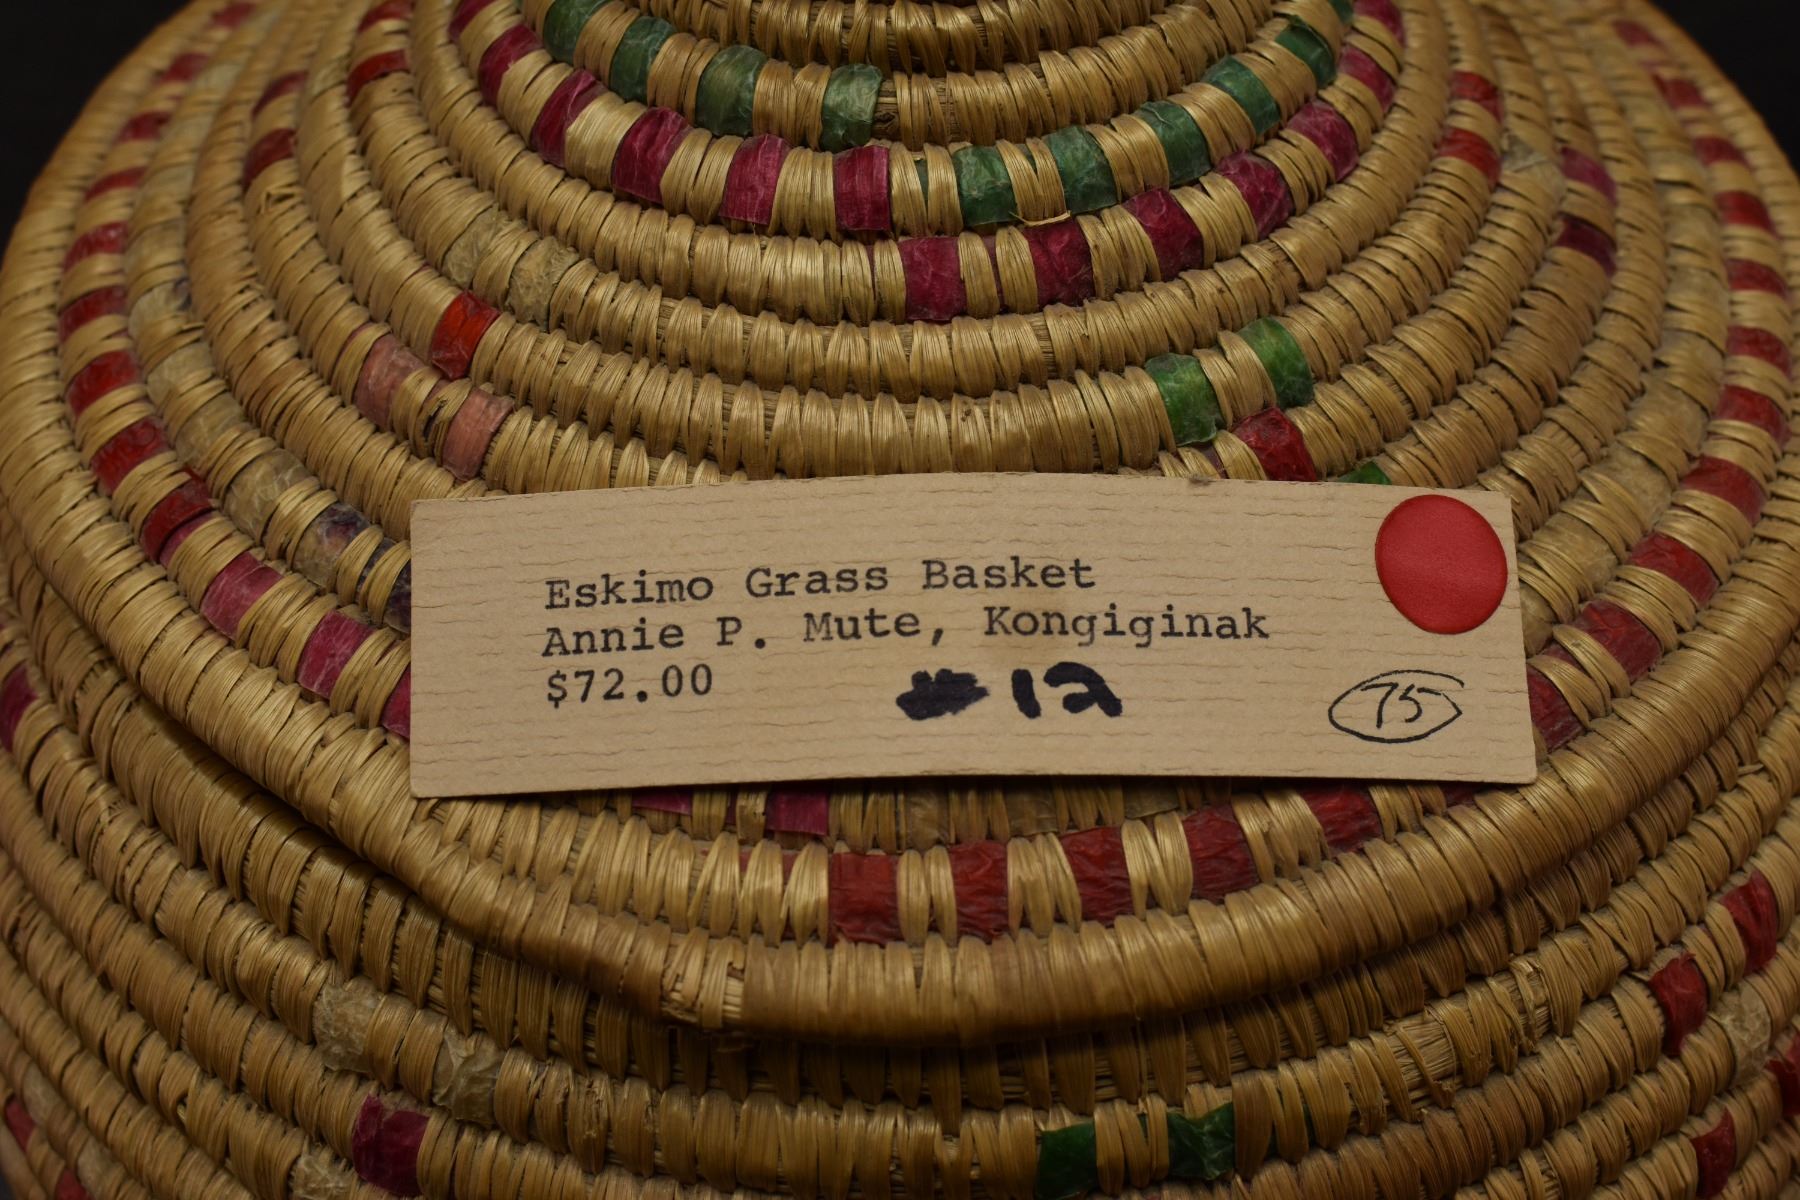 Eskimo Grass Basket
Annie P. Mute, Kongiginak
$72.00 #12
75